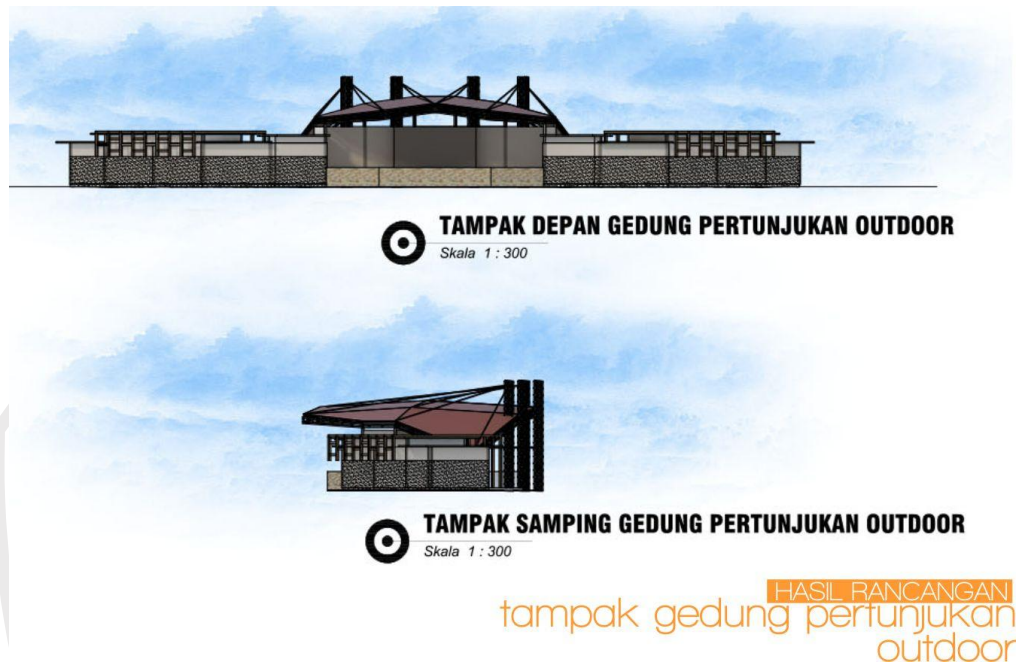 TAMPAK DEPAN GEDUNG PERTUNJUKAN OUTDOOR
Skala 1 : 300
TAMPAK SAMPING GEDUNG PERTUNJUKAN OUTDOOR
Skala 1 : 300
HASIL RANCANGAN
tampak gedung pertunjukan
outdoor